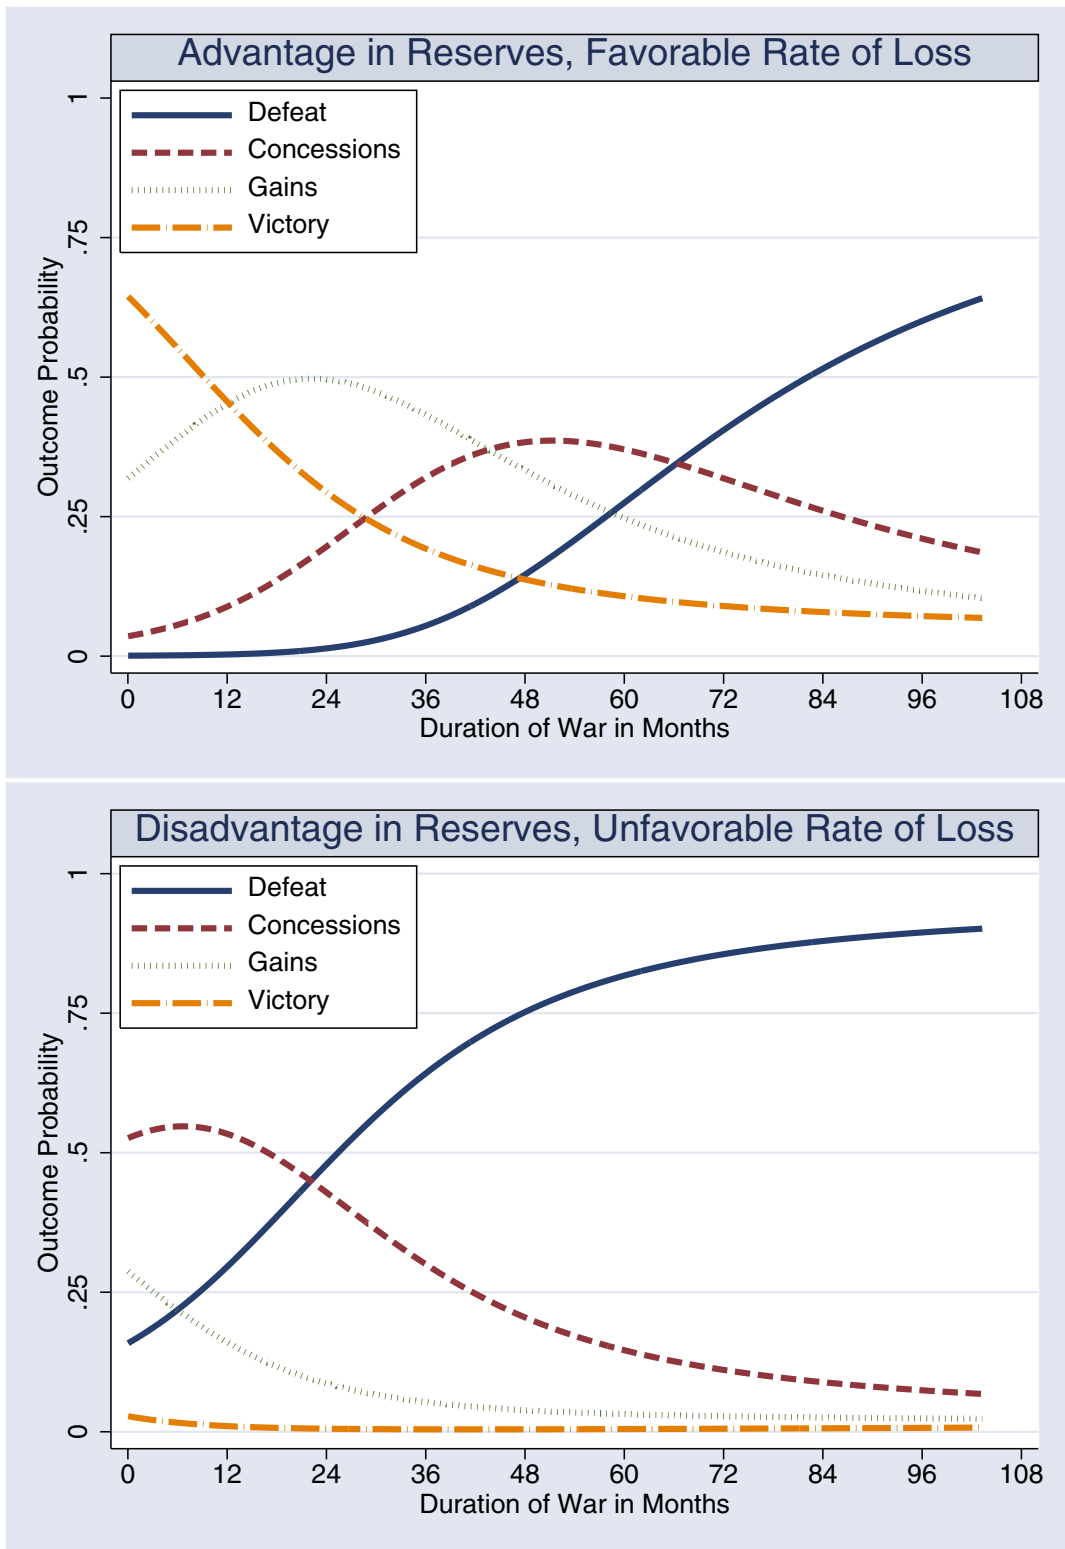 Advantage in Reserves, Favorable Rate of Loss
Defeat
Concessions
Gains
Victory
Outcome Probability
1
.75
.5
.25
0
0 12 24 36 48 60 72 84 96 108
Duration of War in Months
Disadvantage in Reserves, Unfavorable Rate of Loss
Defeat
Concessions
Gains
Victory
Outcome Probability
1
.75
.5
.25
0
0 12 24 36 48 60 72 84 96 108
Duration of War in Months